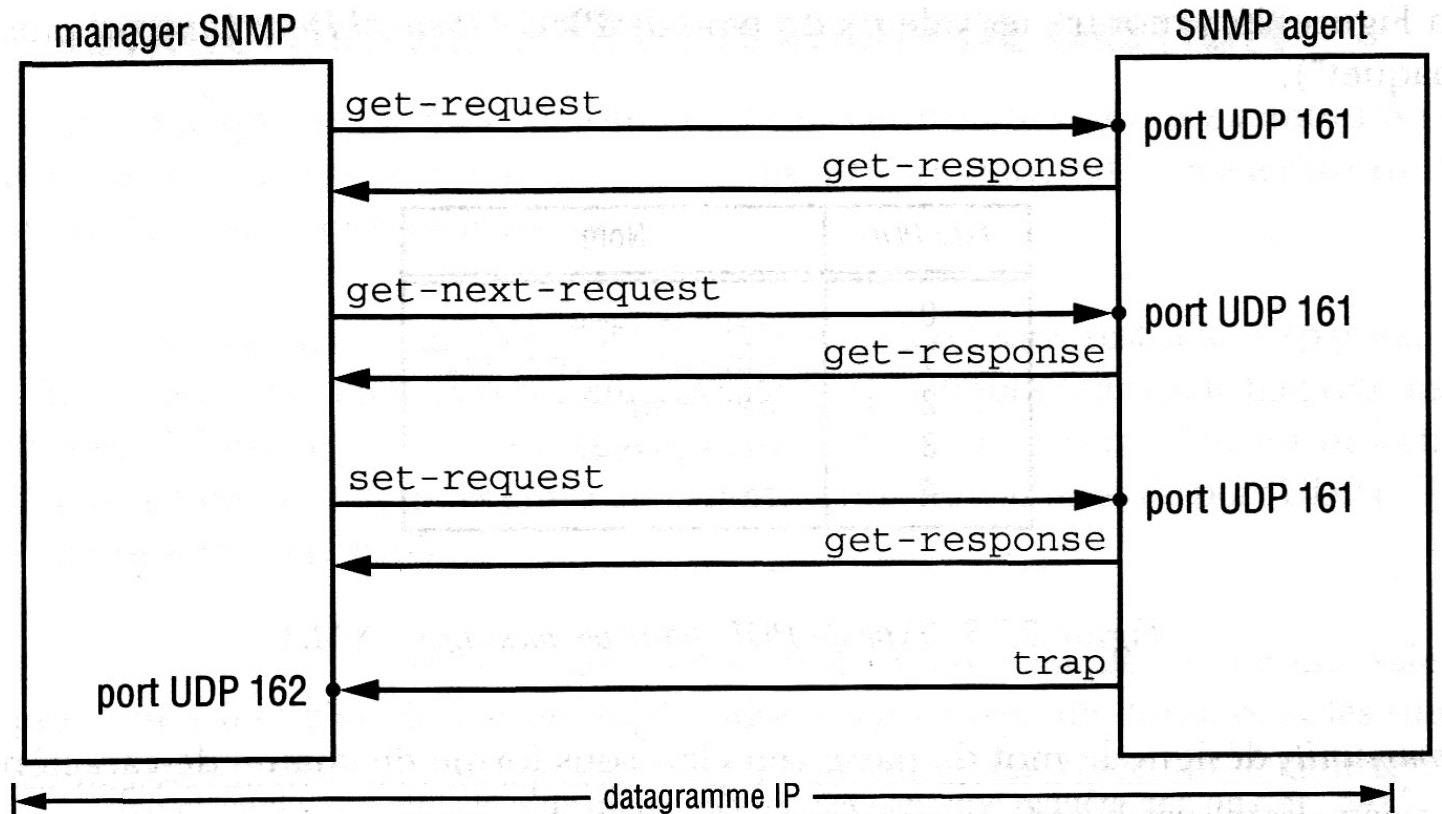 manager SNMP
SNMP agent
get-request
port UDP 161
get-response
get-next-request
port UDP 161
get-response
set-request
port UDP 161
get-response
trap
port UDP 162
datagramme IP